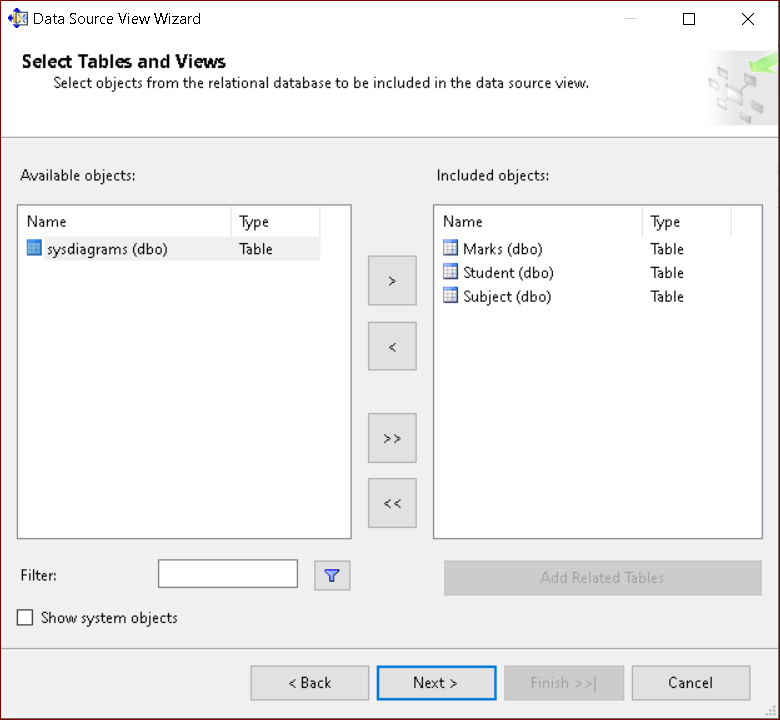 Data Source View Wizard
Select Tables and Views
Select objects from the relational database to be included in the data source view.
Available objects:
Name Type
sysdiagrams (dbo) Table
>
<
>>
<<
Included objects:
Name Type
Marks (dbo) Table
Student (dbo) Table
Subject (dbo) Table
Filter:
Add Related Tables
Show system objects
< Back Next > Finish >>| Cancel